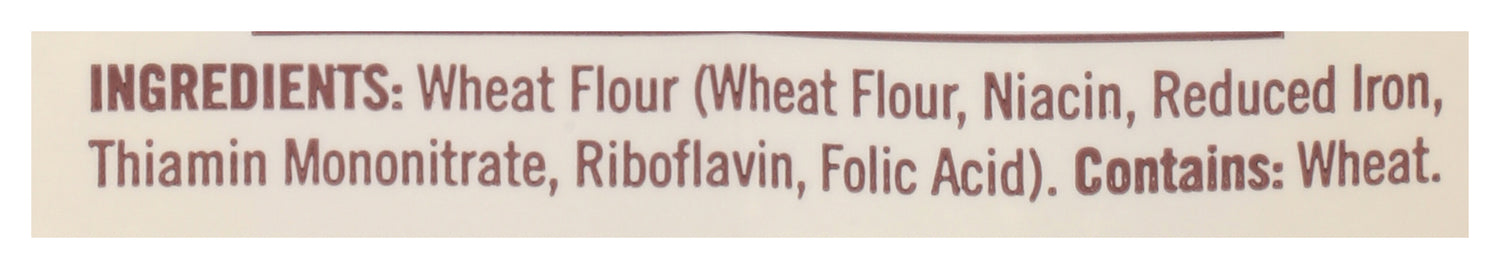 INGREDIENTS: Wheat Flour (Wheat Flour, Niacin, Reduced Iron,
Thiamin Mononitrate, Riboflavin, Folic Acid). Contains: Wheat.